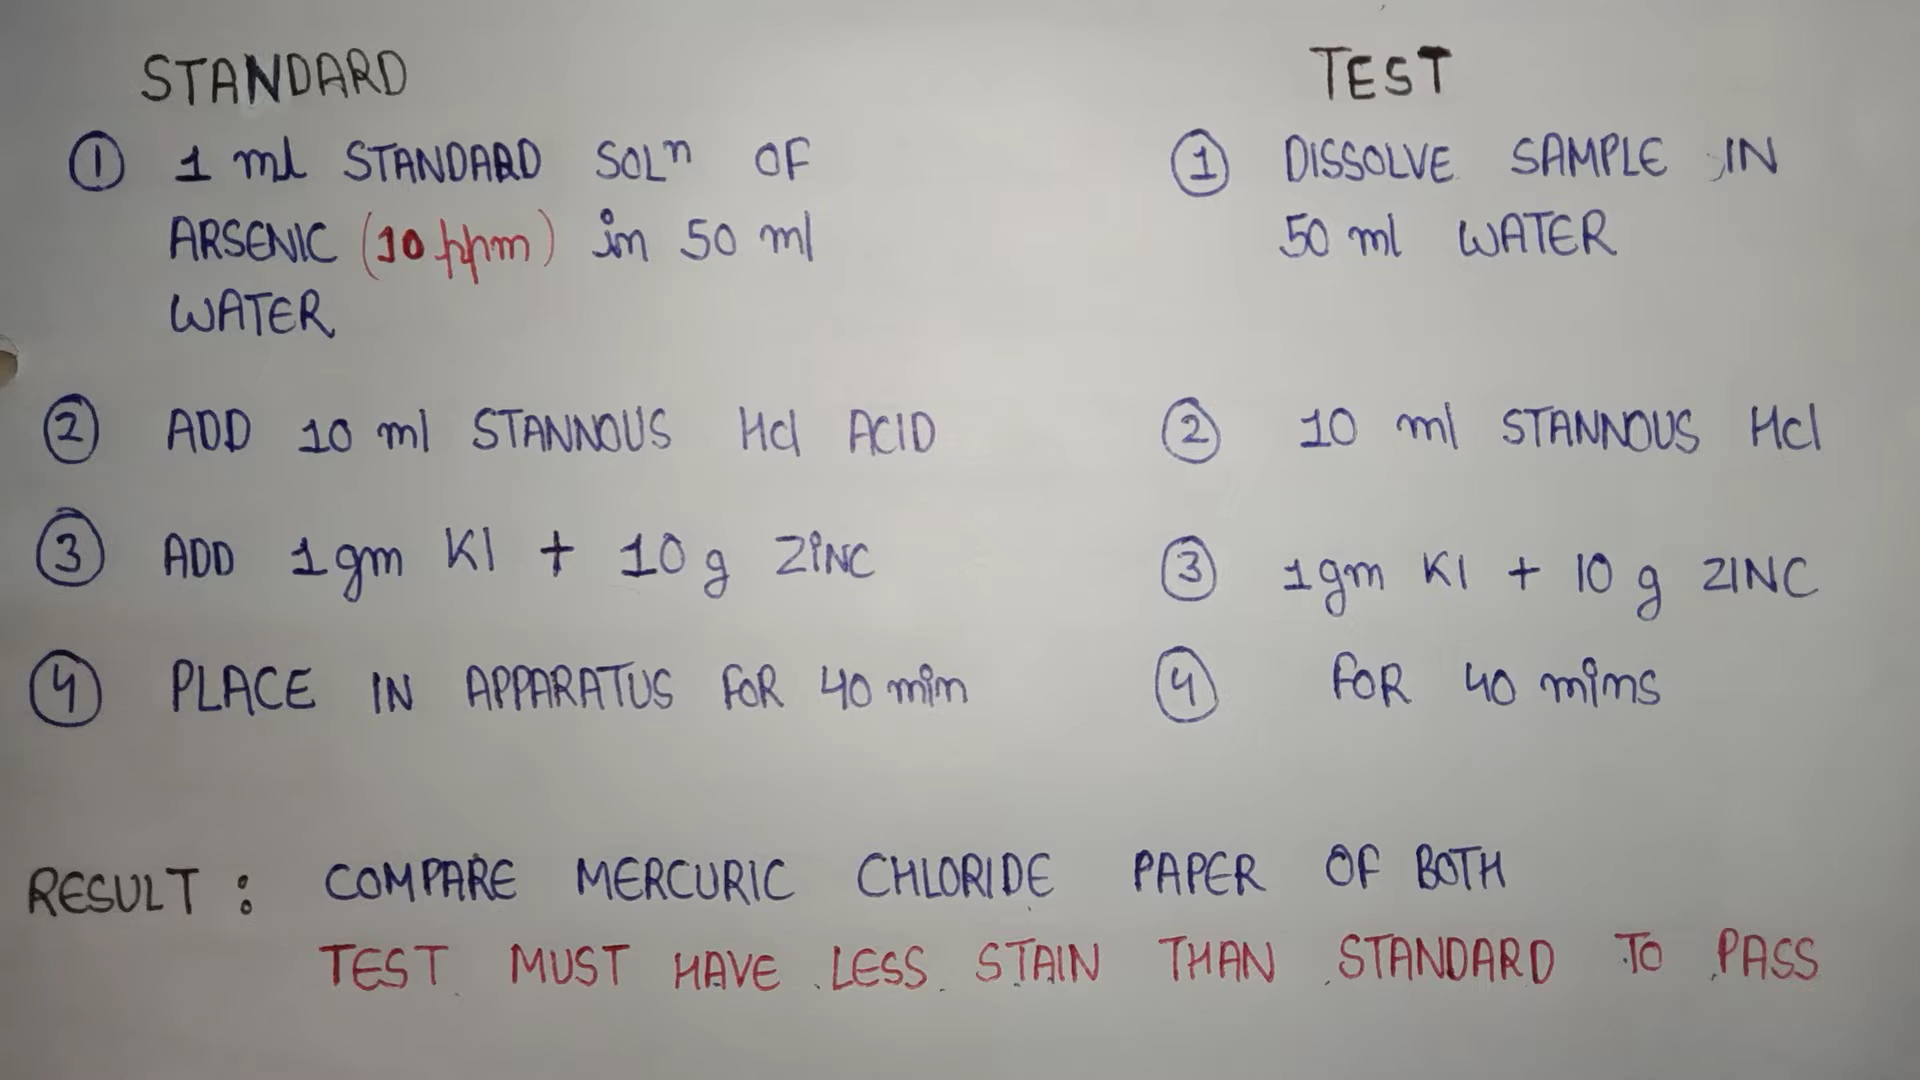 STANDARD
① 1 ml STANDARD SOLⁿ OF
ARSENIC (10 ppm) in 50 ml
WATER
② ADD 10 ml STANNOUS Hcl ACID
③ ADD 1gm KI + 10 g ZINC
④ PLACE IN APPARATUS FOR 40 min
TEST
① DISSOLVE SAMPLE IN
50 ml WATER
② 10 ml STANNOUS Hcl
③ 1gm KI + 10 g ZINC
④ FOR 40 mins
RESULT : COMPARE MERCURIC CHLORIDE PAPER OF BOTH
TEST MUST HAVE LESS STAIN THAN STANDARD TO PASS